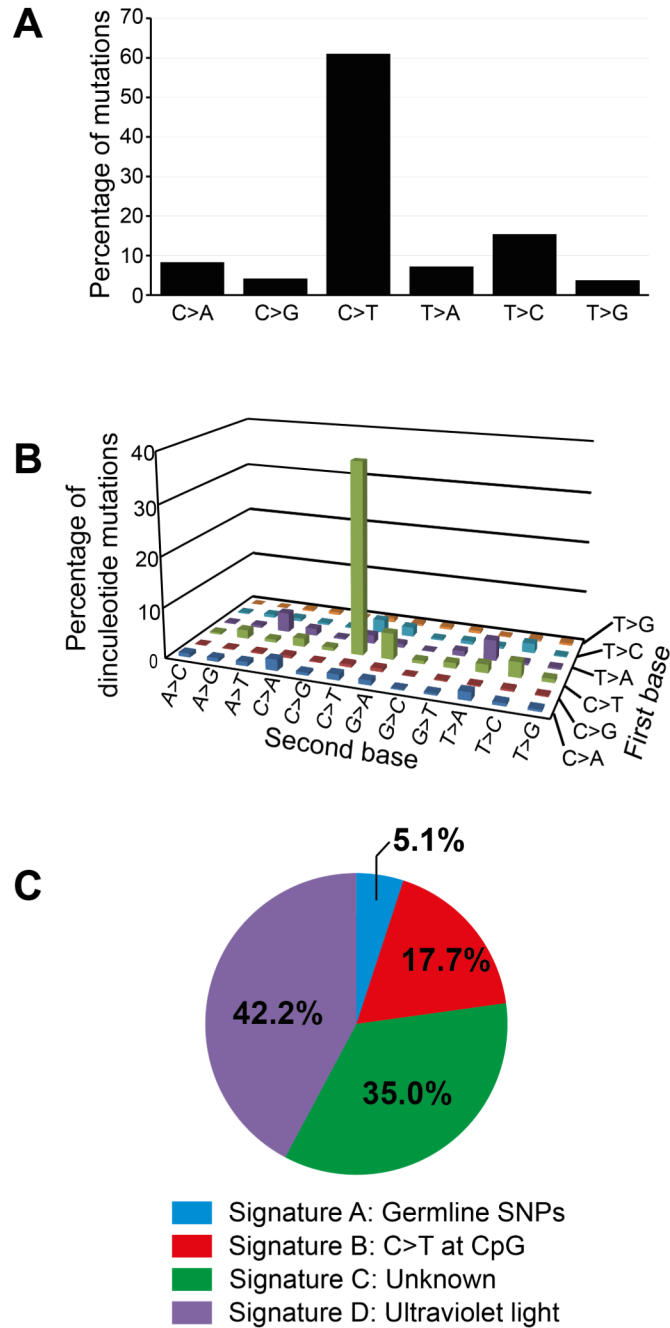 A
Percentage of mutations
70
60
50
40
30
20
10
0
C>A C>G C>T T>A T>C T>G
B
Percentage of
dinculeotide mutations
40
30
20
10
0
A>C A>G A>T C>A C>G C>T G>A G>C G>T T>A T>C T>G
Second base
T>G
T>C
T>A
C>T
C>G
C>A
First base
C
5.1%
17.7%
42.2%
35.0%
Signature A: Germline SNPs
Signature B: C>T at CpG
Signature C: Unknown
Signature D: Ultraviolet light